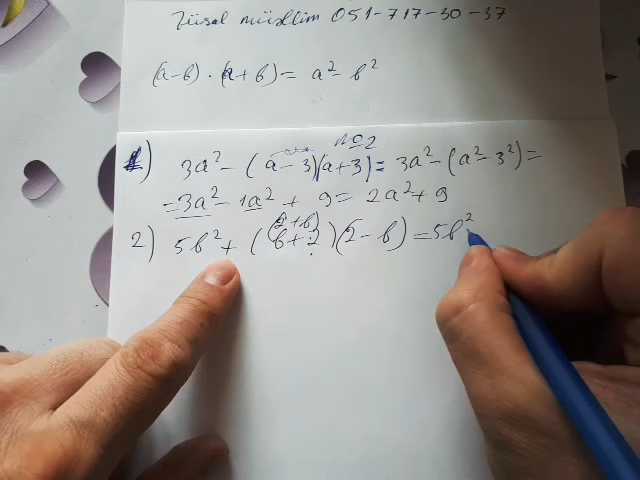 Züsal müəllim 051-717-30-37
(a-b)·(a+b)= a²-b²
№2
1) 3a²-(a-3)(a+3)= 3a²-(a²-3²)=
=3a²-1a²+9=2a²+9
(2+b)
2) 5b²+(b+2)(2-b)=5b²